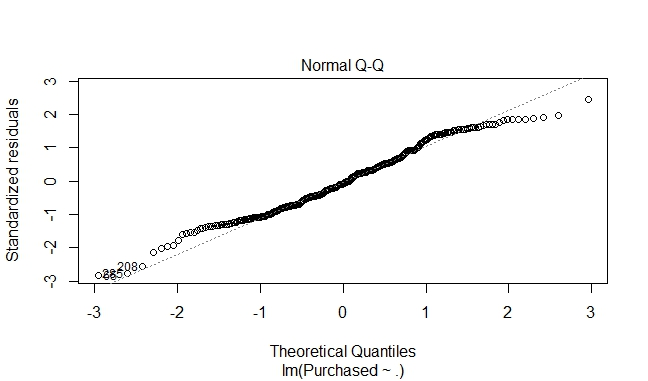 Normal Q-Q
Standardized residuals
3
2
1
0
-1
-2
-3
208
-3 -2 -1 0 1 2 3
Theoretical Quantiles
lm(Purchased ~ .)